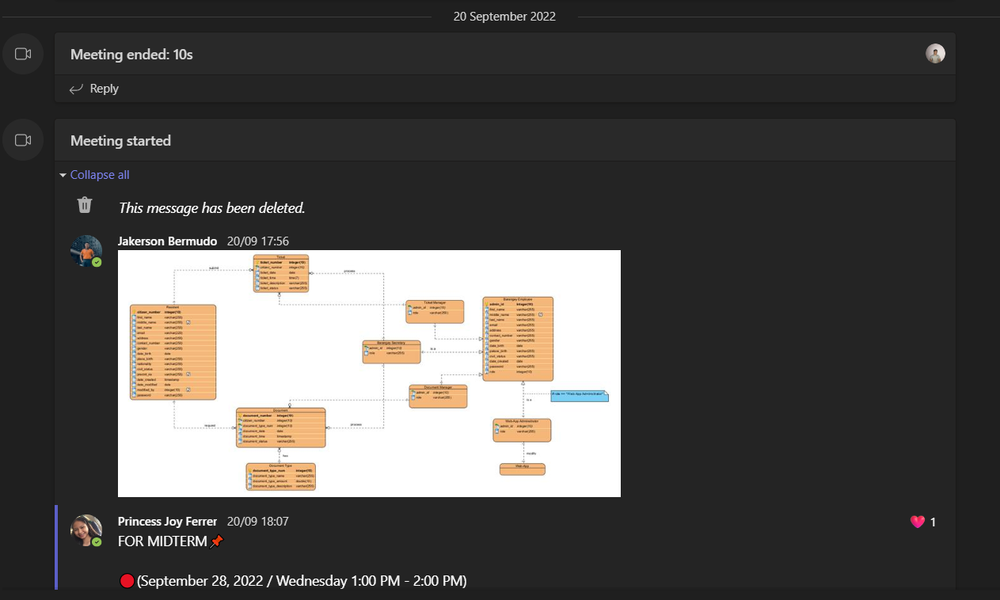 20 September 2022
Meeting ended: 10s
Reply
Meeting started
Collapse all
This message has been deleted.
Jakerson Bermudo 20/09 17:56
Ticket
ticket_number integer(10)
citizen_number integer(10)
ticket_date date
ticket_time time(7)
ticket_description varchar(255)
ticket_status varchar(255)
submit
process
Resident
citizen_number integer(10)
first_name varchar(255)
middle_name varchar(255)
last_name varchar(255)
email varchar(255)
address varchar(255)
contact_number varchar(255)
gender varchar(255)
date_birth date
place_birth varchar(255)
nationality varchar(255)
civil_status varchar(255)
precint_no varchar(255)
date_created timestamp
date_modified date
modified_by integer(10)
password varchar(255)
Ticket Manager
admin_id integer(10)
role varchar(255)
Barangay Employee
admin_id integer(10)
first_name varchar(255)
middle_name varchar(255)
last_name varchar(255)
email varchar(255)
address varchar(255)
contact_number varchar(255)
gender varchar(255)
date_birth date
palace_birth varchar(255)
civil_status varchar(255)
date_created date
password varchar(255)
role integer(10)
Barangay Secretary
admin_id integer(10)
role varchar(255)
is a
Document Manager
admin_id integer(10)
role varchar(255)
if role == "Web-App Administrator"
is a
request
Document
document_number integer(10)
citizen_number integer(10)
document_type_num integer(10)
document_date date
document_time timestamp
document_status varchar(255)
process
Web-App Administrator
admin_id integer(10)
role varchar(255)
has
modify
Document Type
document_type_num integer(10)
document_type_name varchar(255)
document_type_amount double(10)
document_type_description varchar(255)
Web-App
Princess Joy Ferrer 20/09 18:07
1
FOR MIDTERM
(September 28, 2022 / Wednesday 1:00 PM - 2:00 PM)